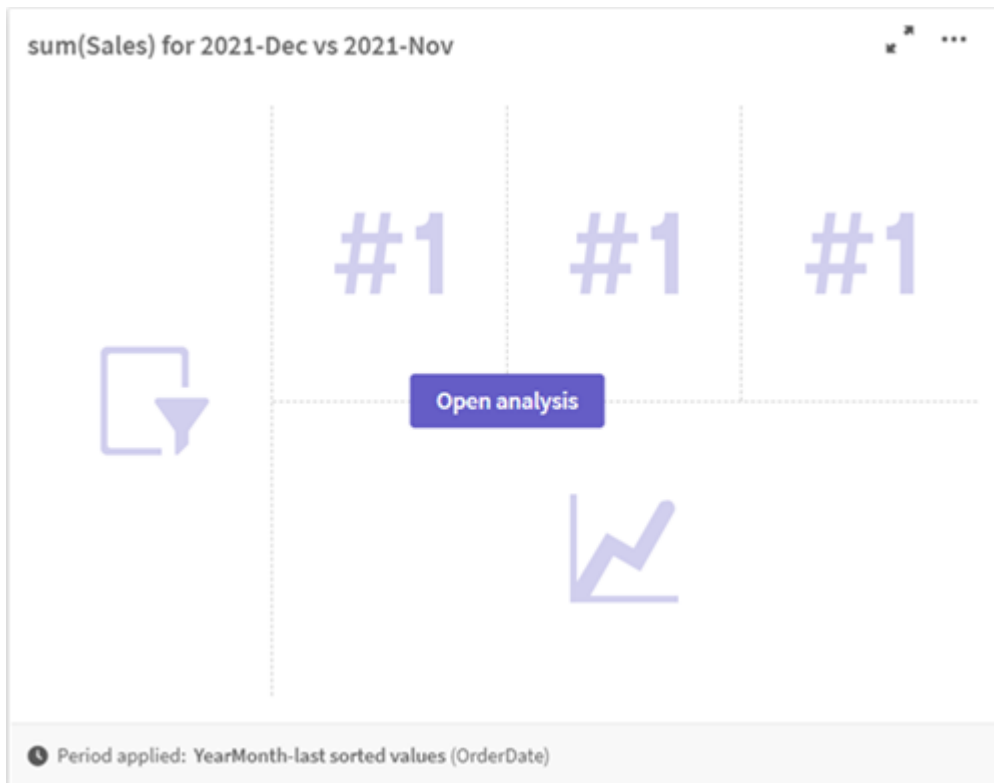 sum(Sales) for 2021-Dec vs 2021-Nov
...
#1 #1 #1
Open analysis
Period applied: YearMonth-last sorted values (OrderDate)